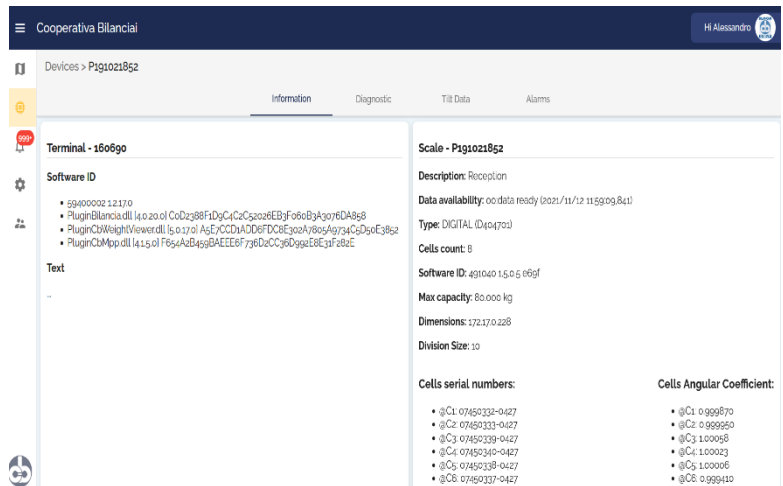 Cooperativa Bilanciai
Hi Alessandro
Devices > P191021852
Information
Diagnostic
Tilt Data
Alarms
999+
Terminal - 160690
Software ID
59400002 1.2.17.0
PluginBilancia.dll [4.0.20.0] C0D2388F1D9C4C2C52026EB3F060B3A3076DA858
PluginCbWeightViewer.dll [5.0.17.0] A5E7CCD1ADD6FDC8E302A7805A9734C5D50E3852
PluginCbMpp.dll [4.1.5.0] F654A2B459BAEEE6F736D2CC36D992E8E31F282E
Text
..
Scale - P191021852
Description: Reception
Data availability: 00:data ready (2021/11/12 11:59:09,841)
Type: DIGITAL (D404701)
Cells count: 8
Software ID: 491040 1.5.0.5 e69f
Max capacity: 80.000 kg
Dimensions: 172.17.0.228
Division Size: 10
Cells serial numbers:
@C1: 07450332-0427
@C2: 07450333-0427
@C3: 07450339-0427
@C4: 07450340-0427
@C5: 07450338-0427
@C6: 07450337-0427
Cells Angular Coefficient:
@C1: 0.999870
@C2: 0.999950
@C3: 1.00058
@C4: 1.00023
@C5: 1.00006
@C6: 0.999410